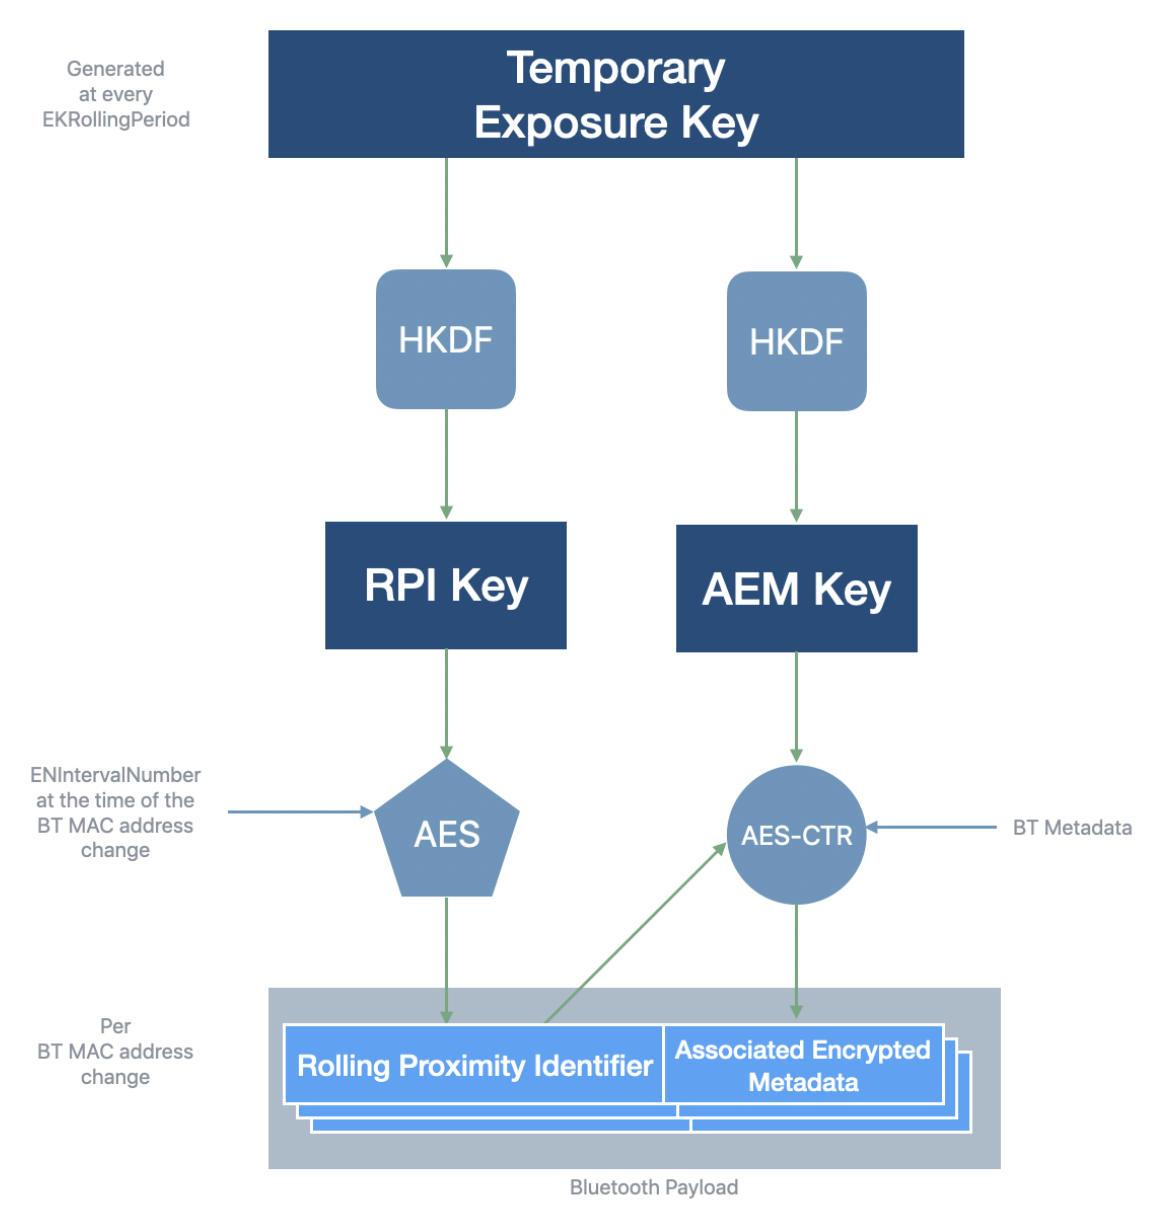 Generated
at every
EKRollingPeriod
Temporary
Exposure Key
HKDF
HKDF
RPI Key
AEM Key
ENIntervalNumber
at the time of the
BT MAC address
change
AES
AES-CTR
BT Metadata
Per
BT MAC address
change
Rolling Proximity Identifier
Associated Encrypted
Metadata
Bluetooth Payload